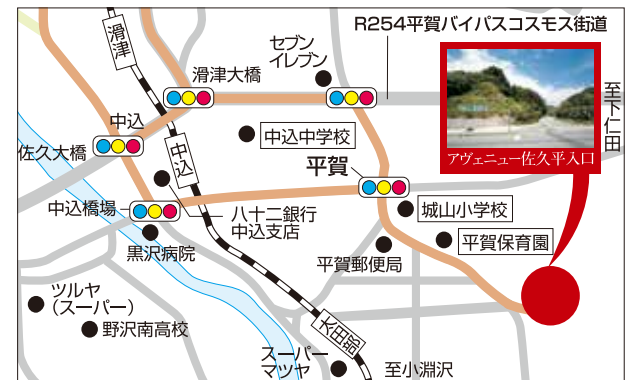 R254平賀バイパスコスモス街道
滑津
セブン
イレブン
滑津大橋
至下仁田
中込
中込中学校
アヴェニュー佐久平入口
佐久大橋
中込
平賀
中込橋場
八十二銀行
中込支店
城山小学校
黒沢病院
平賀保育園
平賀郵便局
ツルヤ
(スーパー)
野沢南高校
太田部
スーパー
マツヤ
至小淵沢